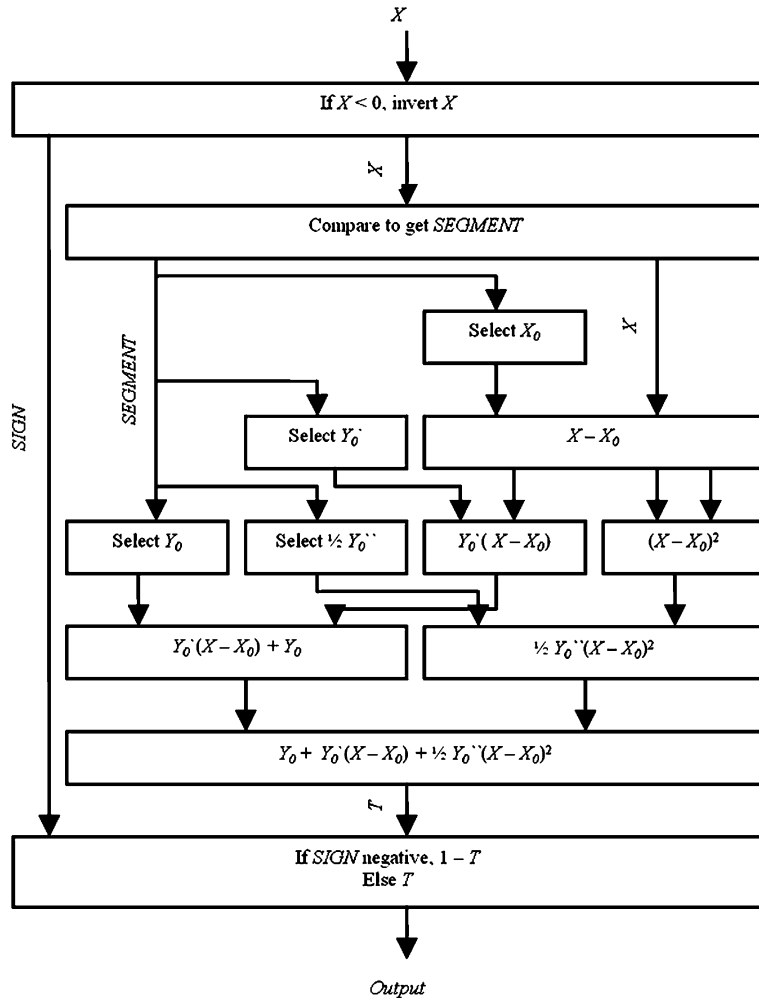 X
If X < 0, invert X
X
Compare to get SEGMENT
Select X₀
X
SEGMENT
SIGN
Select Y₀`
X – X₀
Select Y₀
Select ½ Y₀``
Y₀`( X – X₀)
(X – X₀)²
Y₀`(X – X₀) + Y₀
½ Y₀``(X – X₀)²
Y₀ + Y₀`(X – X₀) + ½ Y₀``(X – X₀)²
T
If SIGN negative, 1 – T
Else T
Output